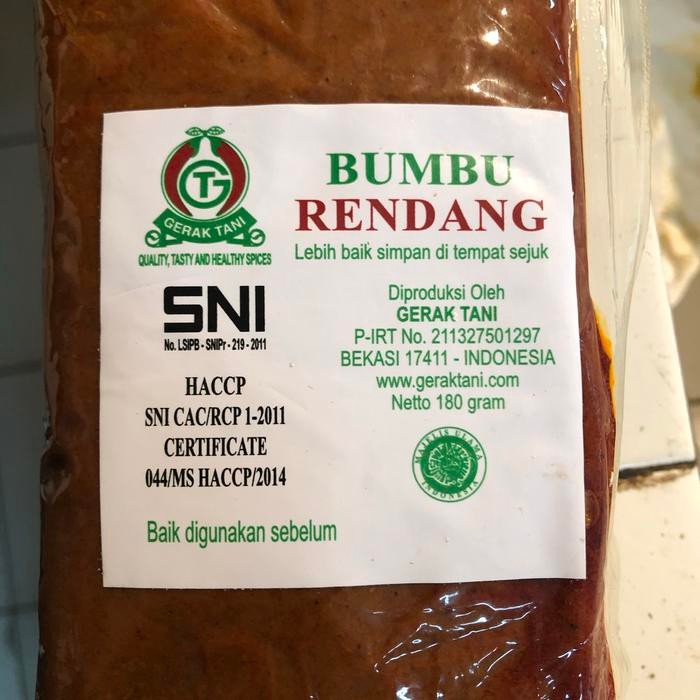 GT
GERAK TANI
QUALITY, TASTY AND HEALTHY SPICES
BUMBU
RENDANG
Lebih baik simpan di tempat sejuk
SNI
No. LSIPB - SNIPr - 219 - 2011
HACCP
SNI CAC/RCP 1-2011
CERTIFICATE
044/MS HACCP/2014
Diproduksi Oleh
GERAK TANI
P-IRT No. 211327501297
BEKASI 17411 - INDONESIA
www.geraktani.com
Netto 180 gram
MAJELIS ULAMA
INDONESIA
Baik digunakan sebelum